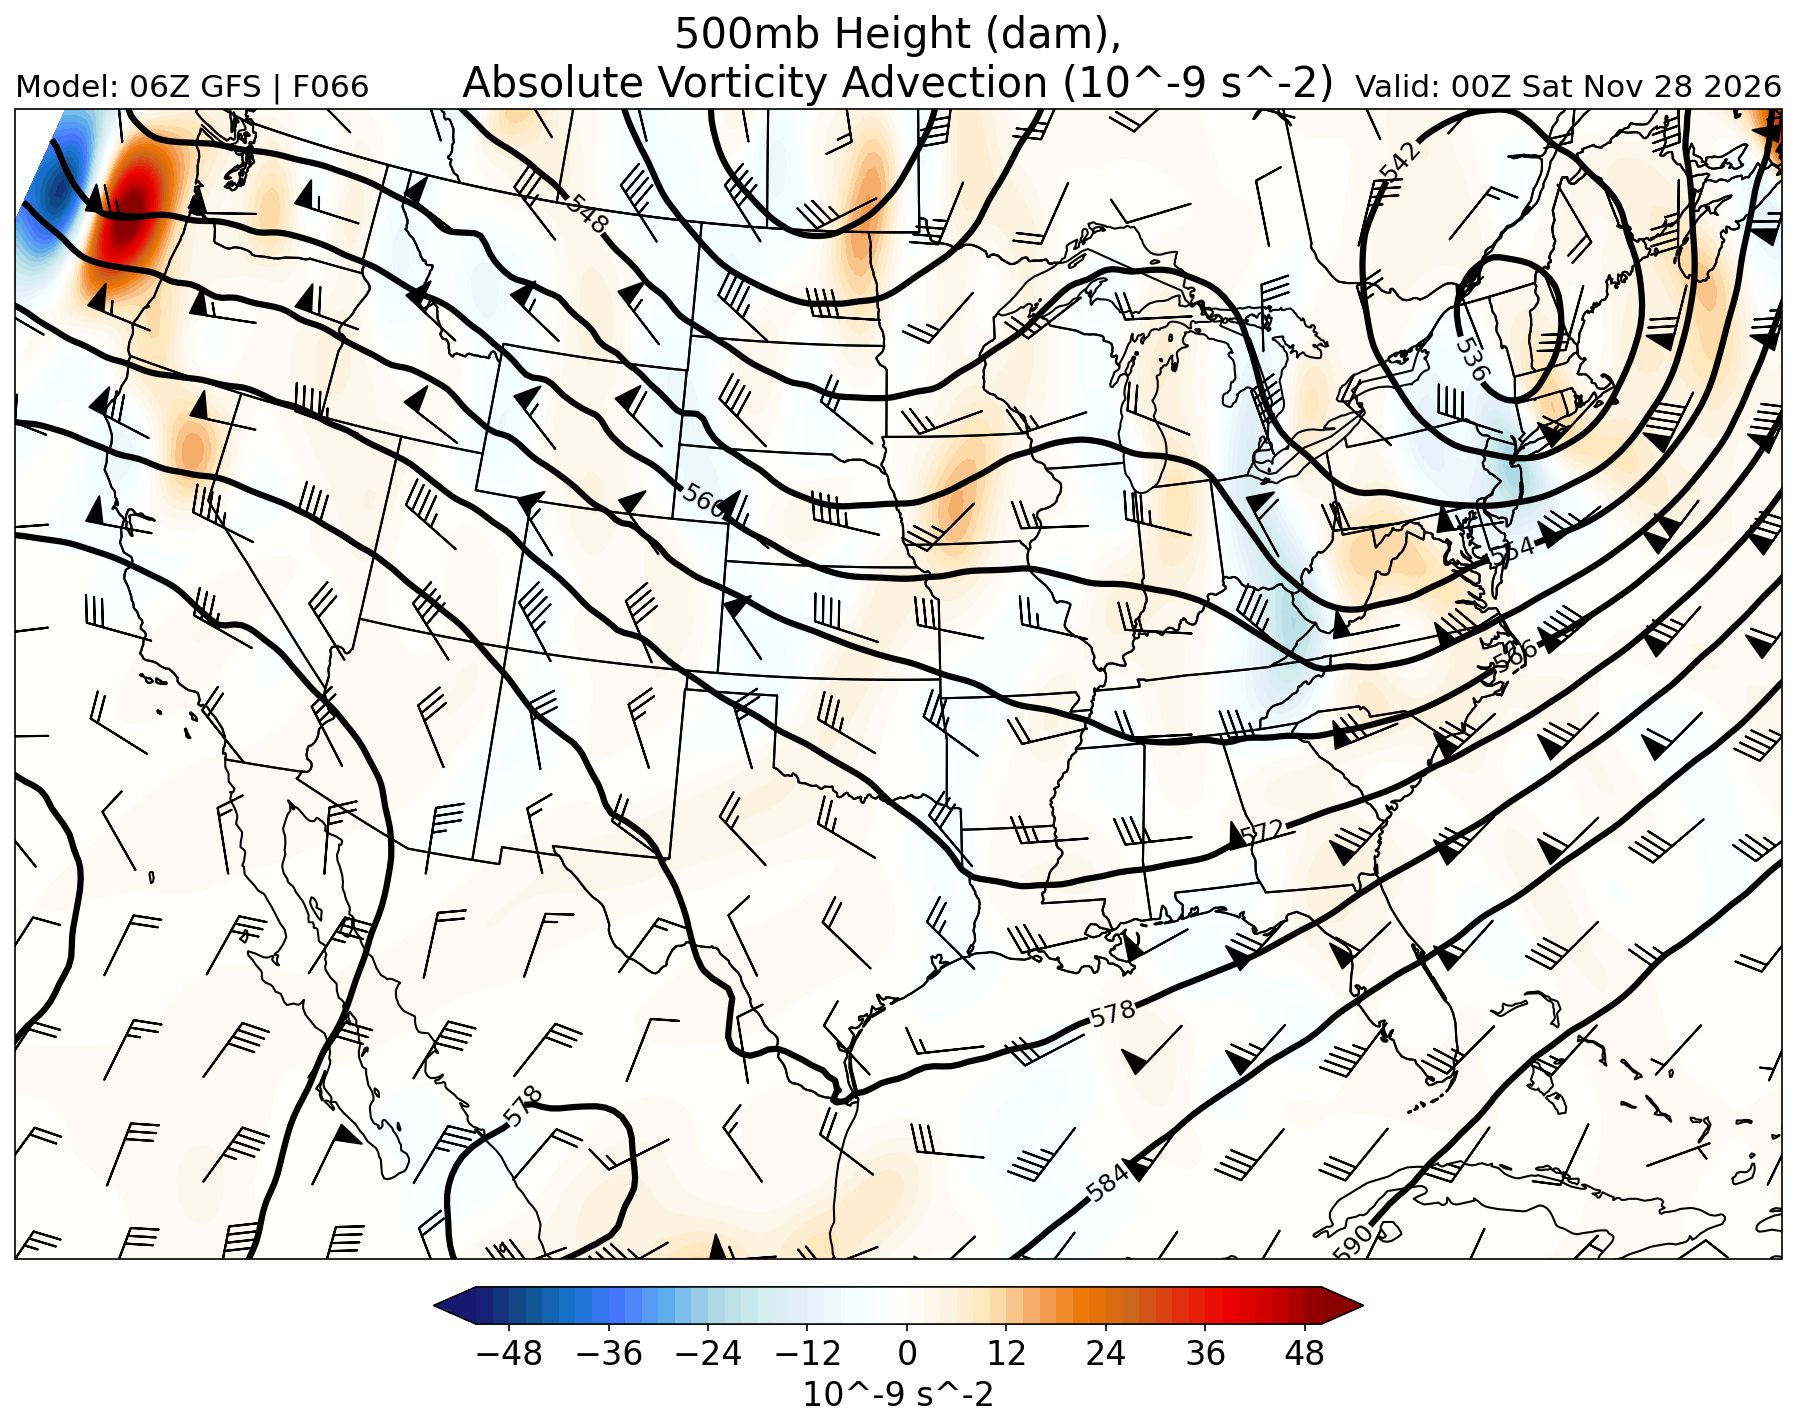 500mb Height (dam),
Model: 06Z GFS | F066
Absolute Vorticity Advection (10^-9 s^-2)
Valid: 00Z Sat Nov 28 2026
542
548
536
560
554
566
572
578
578
584
590
−48 −36 −24 −12 0 12 24 36 48
10^-9 s^-2